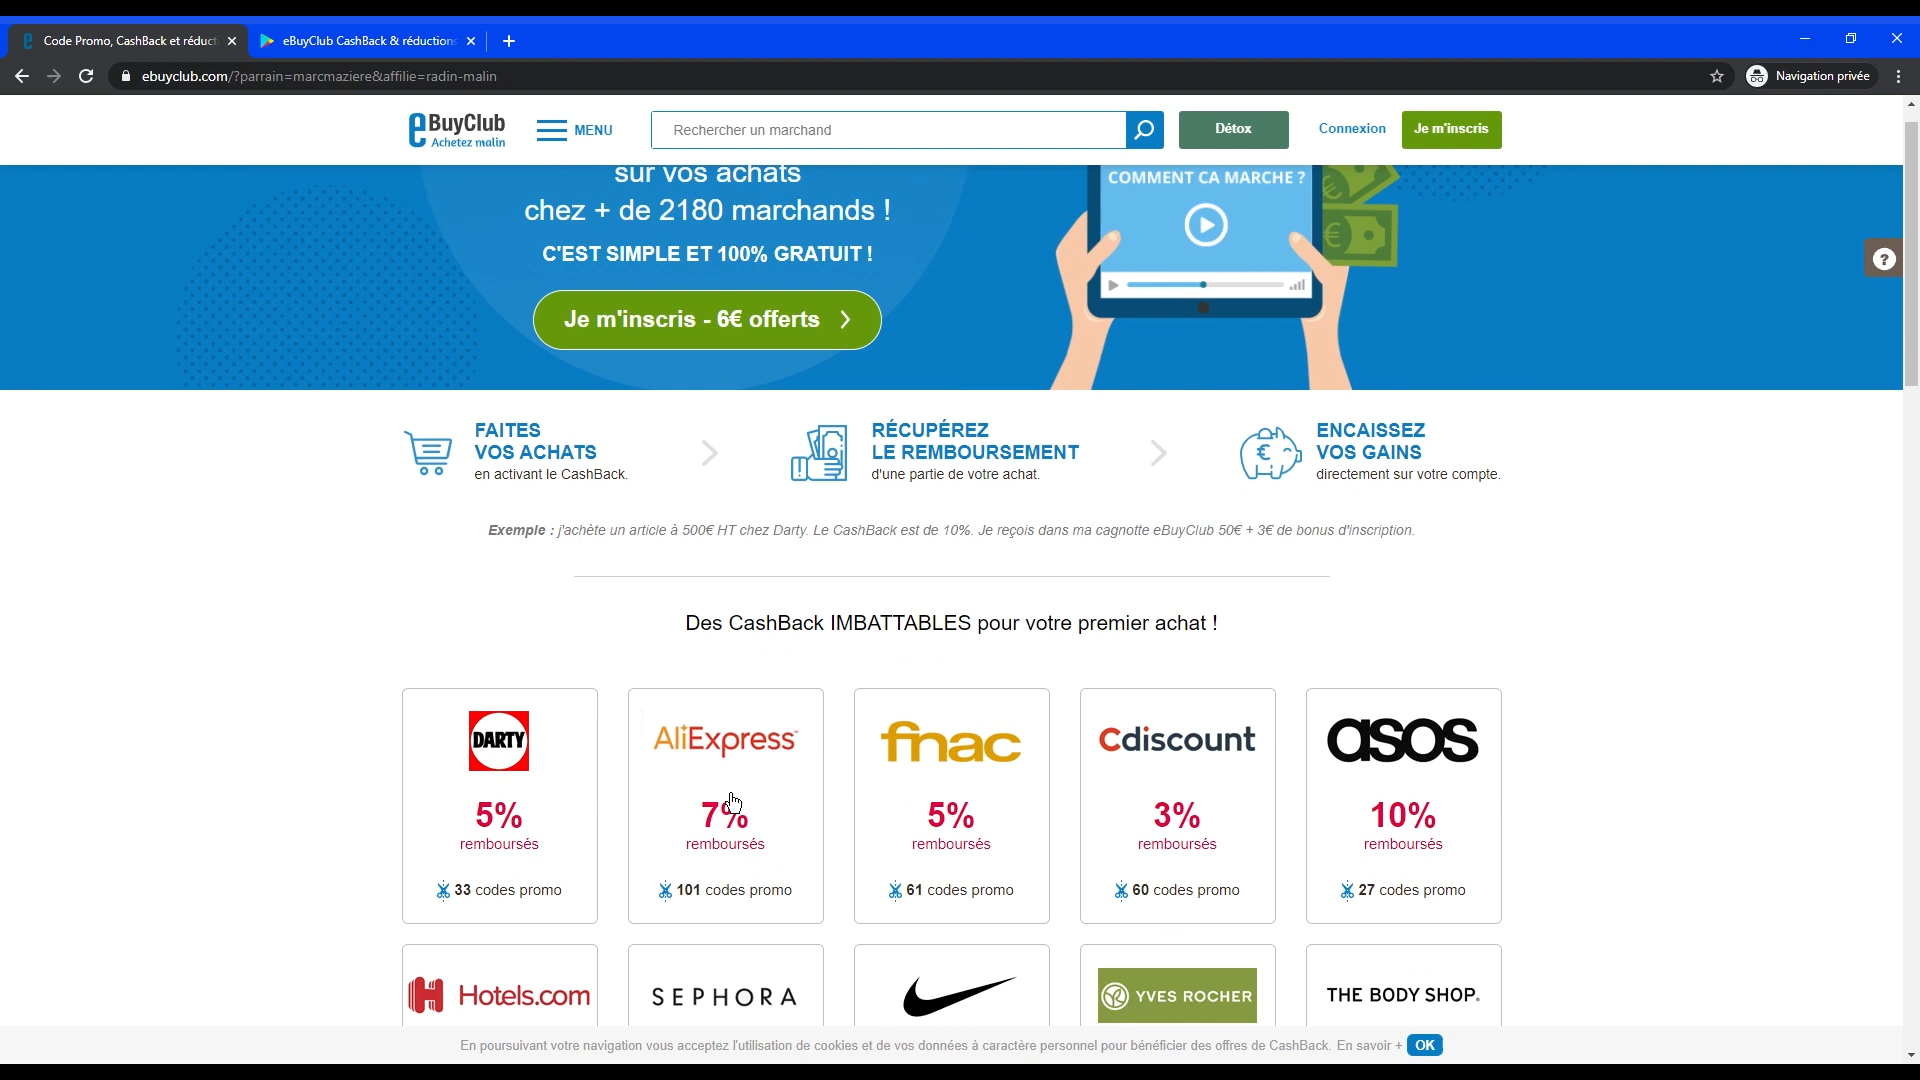 Code Promo, CashBack et réduct
eBuyClub CashBack & réductions
ebuyclub.com/?parrain=marcmaziere&affilie=radin-malin
Navigation privée
eBuyClub
Achetez malin
MENU
Rechercher un marchand
Détox
Connexion
Je m'inscris
sur vos achats
chez + de 2180 marchands !
C'EST SIMPLE ET 100% GRATUIT !
Je m'inscris - 6€ offerts
COMMENT CA MARCHE ?
FAITES
VOS ACHATS
en activant le CashBack.
RÉCUPÉREZ
LE REMBOURSEMENT
d'une partie de votre achat.
ENCAISSEZ
VOS GAINS
directement sur votre compte.
Exemple : j'achète un article à 500€ HT chez Darty. Le CashBack est de 10%. Je reçois dans ma cagnotte eBuyClub 50€ + 3€ de bonus d'inscription.
Des CashBack IMBATTABLES pour votre premier achat !
DARTY
5%
remboursés
33 codes promo
AliExpress
7%
remboursés
101 codes promo
fnac
5%
remboursés
61 codes promo
Cdiscount
3%
remboursés
60 codes promo
asos
10%
remboursés
27 codes promo
Hotels.com
SEPHORA
YVES ROCHER
THE BODY SHOP.
En poursuivant votre navigation vous acceptez l'utilisation de cookies et de vos données à caractère personnel pour bénéficier des offres de CashBack. En savoir +
OK